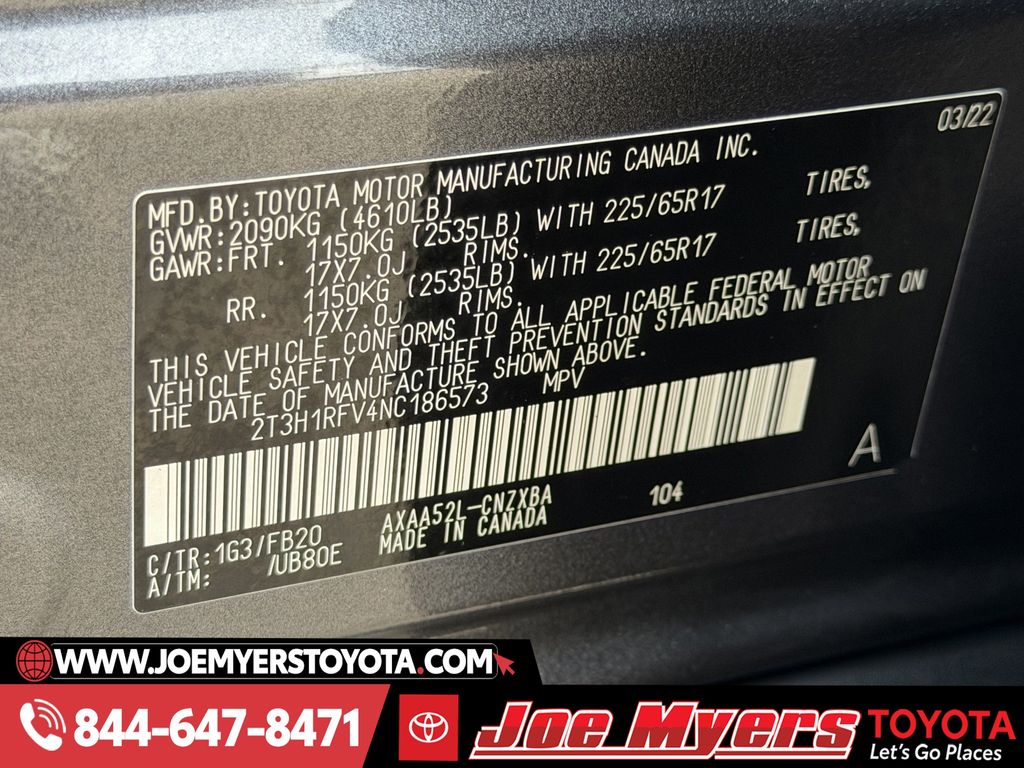 03/22
MFD.BY:TOYOTA MOTOR MANUFACTURING CANADA INC.
GVWR:2090KG (4610LB)
GAWR:FRT. 1150KG (2535LB) WITH 225/65R17 TIRES,
17X7.0J RIMS.
RR. 1150KG (2535LB) WITH 225/65R17 TIRES,
17X7.0J RIMS.
THIS VEHICLE CONFORMS TO ALL APPLICABLE FEDERAL MOTOR
VEHICLE SAFETY AND THEFT PREVENTION STANDARDS IN EFFECT ON
THE DATE OF MANUFACTURE SHOWN ABOVE.
2T3H1RFV4NC186573 MPV
A
C/TR:1G3/FB20 AXAA52L-CNZXBA 104
A/TM: /UB80E MADE IN CANADA
WWW.JOEMYERSTOYOTA.COM
844-647-8471
Joe Myers TOYOTA
Let's Go Places